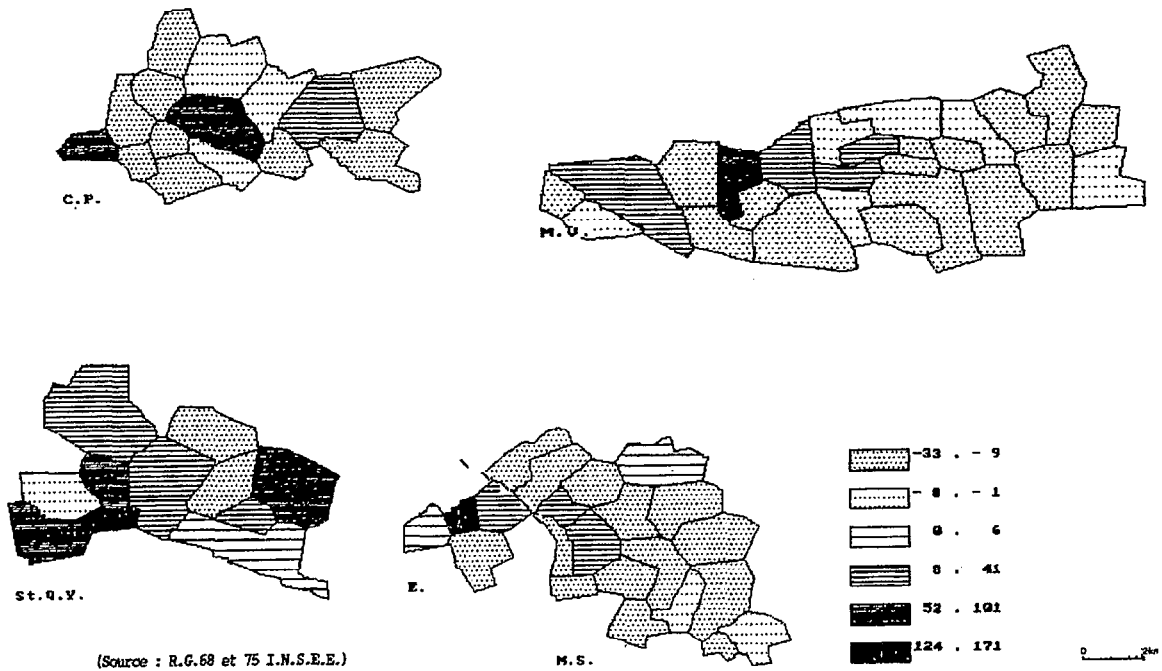 C.P.
M.V.
St.Q.Y.
E.
M.S.
-33 . - 9
- 8 . - 1
0 . 6
8 . 41
52 . 101
124 . 171
0 2km
(Source : R.G.68 et 75 I.N.S.E.E.)